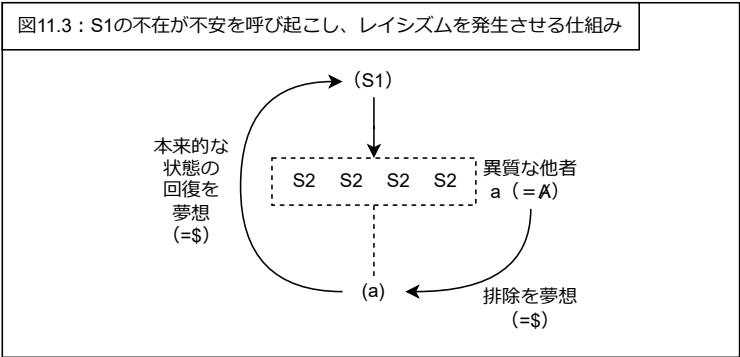 図11.3：S1の不在が不安を呼び起こし、レイシズムを発生させる仕組み
（S1）
本来的な
状態の
回復を
夢想
（=$）
S2 S2 S2 S2
異質な他者
a（＝A̸）
(a)
排除を夢想
（=$）